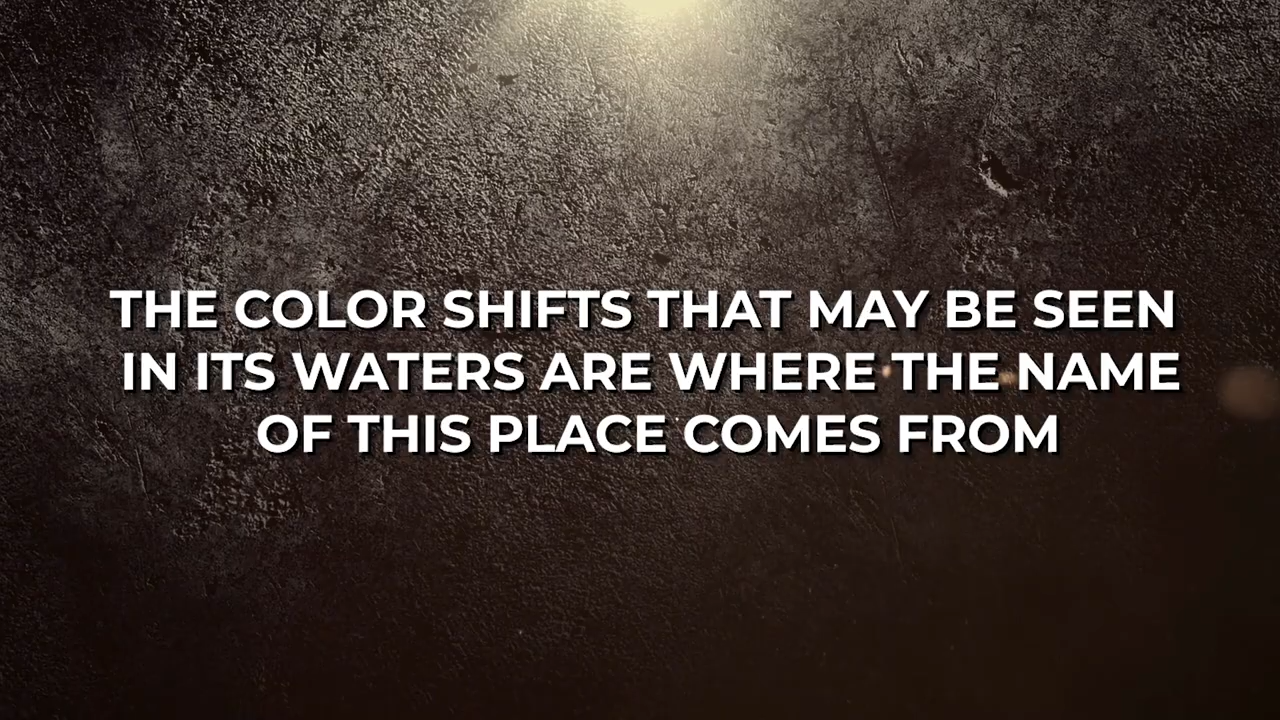 THE COLOR SHIFTS THAT MAY BE SEEN
IN ITS WATERS ARE WHERE THE NAME
OF THIS PLACE COMES FROM